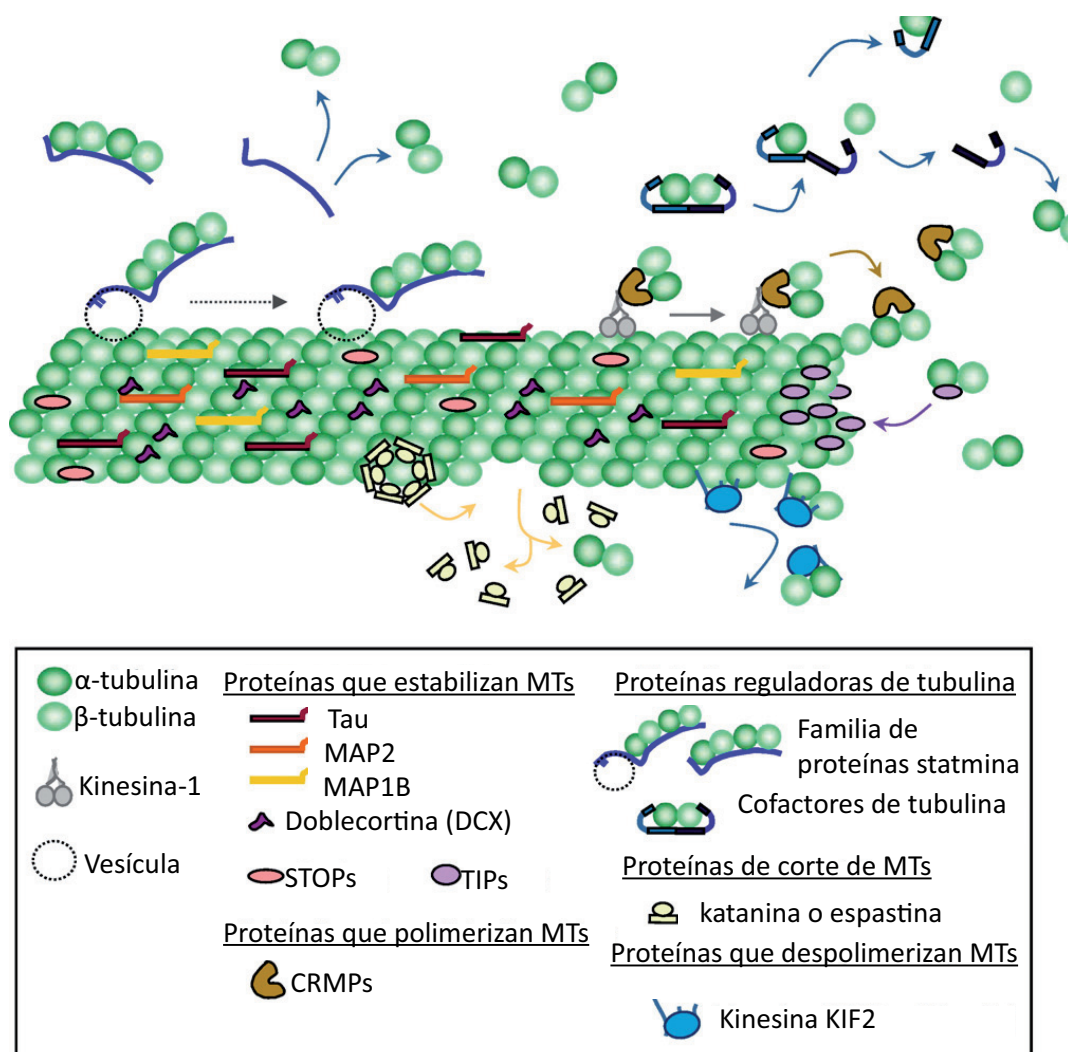 α-tubulina
β-tubulina
Kinesina-1
Vesícula
Proteínas que estabilizan MTs
Tau
MAP2
MAP1B
Doblecortina (DCX)
STOPs
TIPs
Proteínas que polimerizan MTs
CRMPs
Proteínas reguladoras de tubulina
Familia de
proteínas statmina
Cofactores de tubulina
Proteínas de corte de MTs
katanina o espastina
Proteínas que despolimerizan MTs
Kinesina KIF2